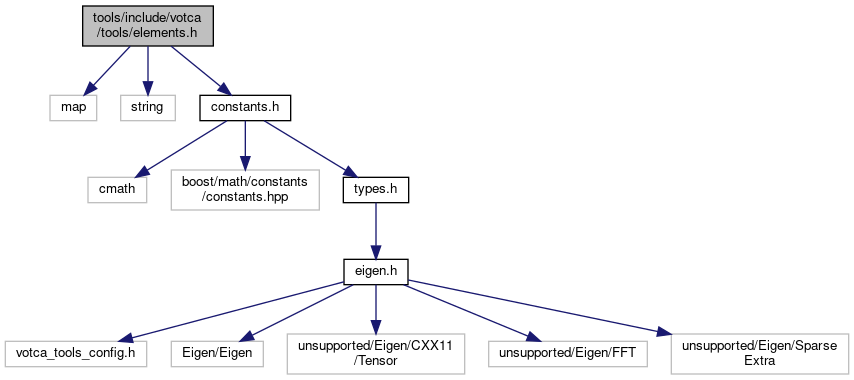 tools/include/votca
/tools/elements.h
map
string
constants.h
cmath
boost/math/constants
/constants.hpp
types.h
eigen.h
votca_tools_config.h
Eigen/Eigen
unsupported/Eigen/CXX11
/Tensor
unsupported/Eigen/FFT
unsupported/Eigen/Sparse
Extra